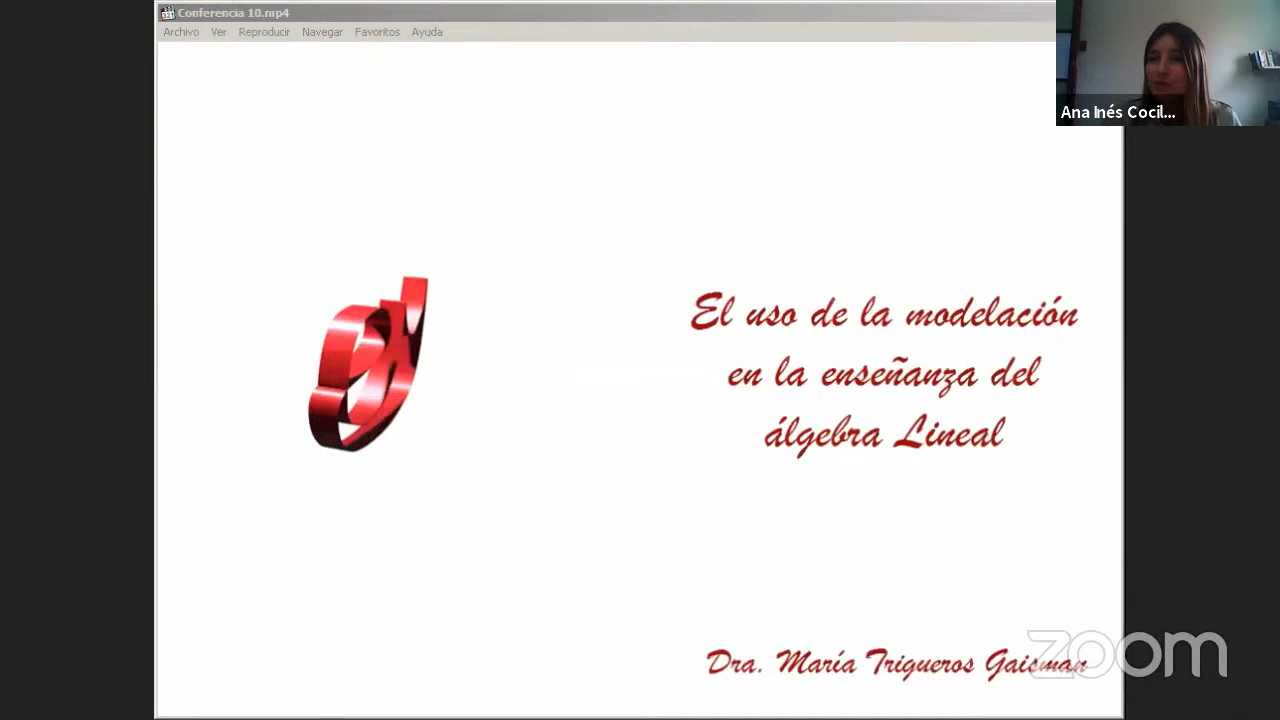 Conferencia 10.mp4
Archivo Ver Reproducir Navegar Favoritos Ayuda
Ana Inés Cocil...
El uso de la modelación
en la enseñanza del
álgebra Lineal
Dra. María Trigueros Gaisman
zoom